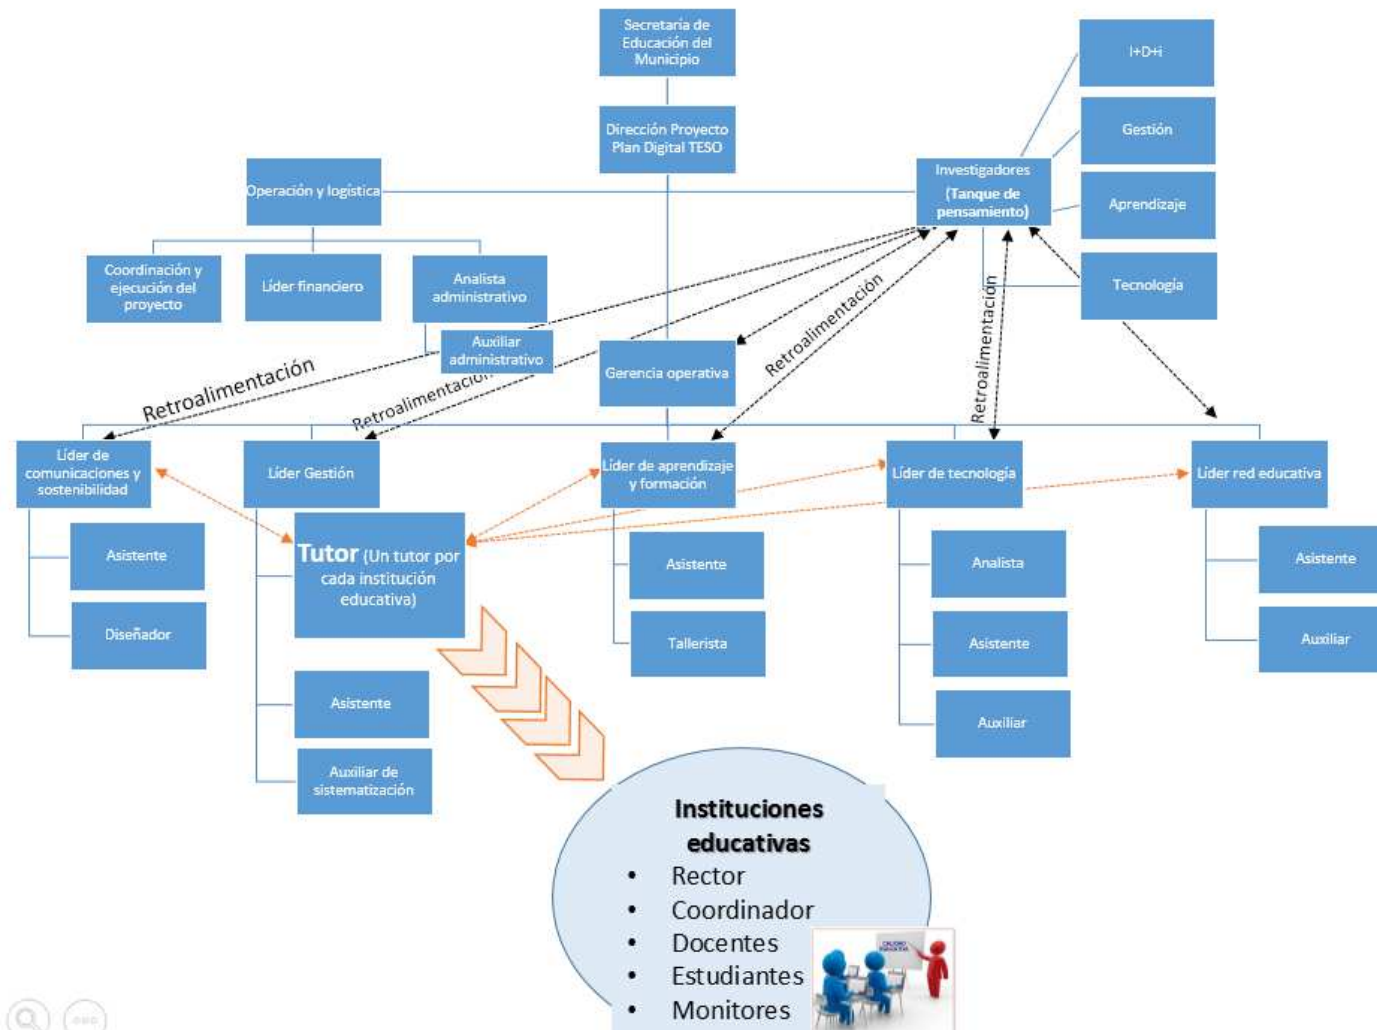 Secretaría de
Educación del
Municipio
I+D+i
Dirección Proyecto
Plan Digital TESO
Gestión
Operación y logística
Investigadores
(Tanque de
pensamiento)
Aprendizaje
Coordinación y
ejecución del
proyecto
Líder financiero
Analista
administrativo
Tecnología
Auxiliar
administrativo
Gerencia operativa
Retroalimentación
Retroalimentación
Retroalimentación
Retroalimentación
Líder de
comunicaciones y
sostenibilidad
Líder Gestión
Líder de aprendizaje
y formación
Líder de tecnología
Líder red educativa
Asistente
Diseñador
Tutor (Un tutor por
cada institución
educativa)
Asistente
Auxiliar de
sistematización
Asistente
Tallerista
Analista
Asistente
Auxiliar
Asistente
Auxiliar
Instituciones
educativas
• Rector
• Coordinador
• Docentes
• Estudiantes
• Monitores